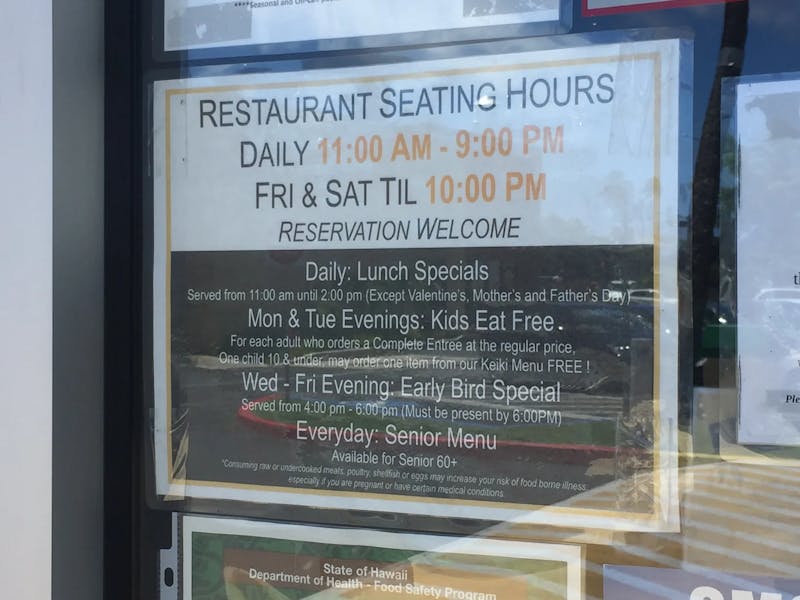 ****Seasonal and On-Call
RESTAURANT SEATING HOURS
DAILY 11:00 AM - 9:00 PM
FRI & SAT TIL 10:00 PM
RESERVATION WELCOME
Daily: Lunch Specials
Served from 11:00 am until 2:00 pm (Except Valentine's, Mother's and Father's Day)
Mon & Tue Evenings: Kids Eat Free.
For each adult who orders a Complete Entree at the regular price,
One child 10 & under, may order one item from our Keiki Menu FREE !
Wed - Fri Evening: Early Bird Special
Served from 4:00 pm - 6:00 pm (Must be present by 6:00PM)
Everyday: Senior Menu
Available for Senior 60+
*Consuming raw or undercooked meats, poultry, shellfish or eggs may increase your risk of food borne illness,
especially if you are pregnant or have certain medical conditions.
State of Hawaii
Department of Health - Food Safety Program